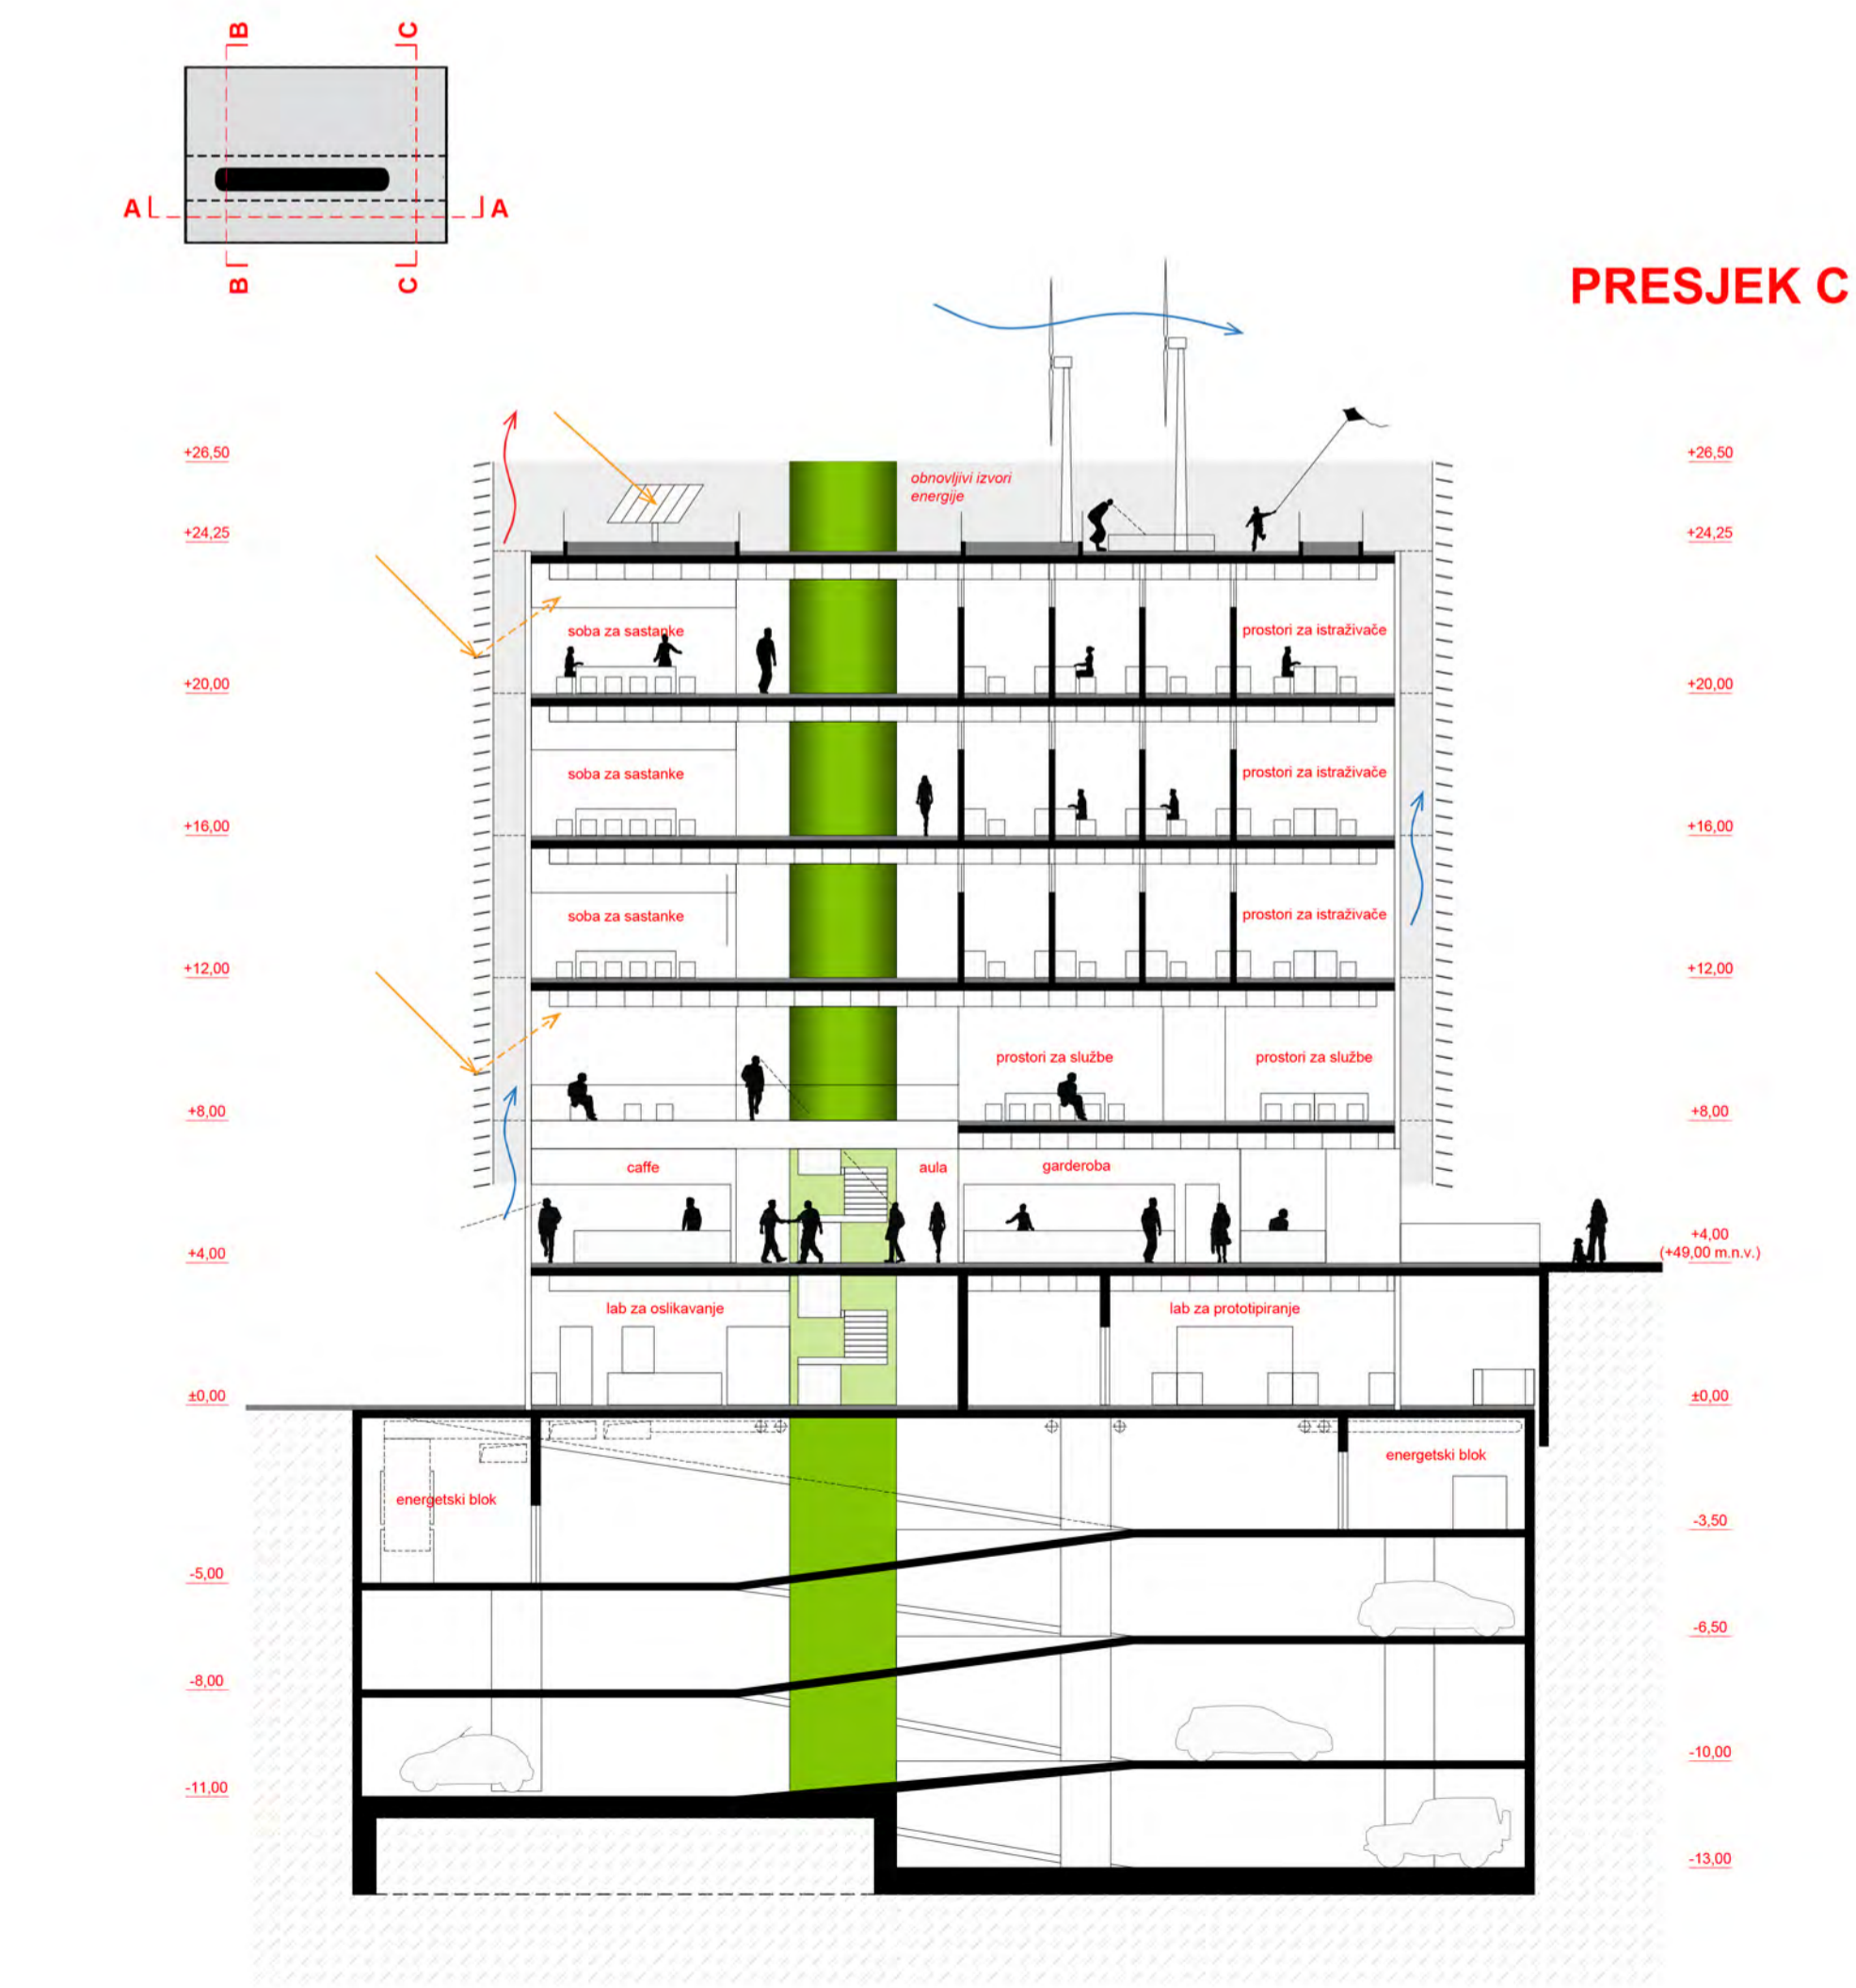 B
C
A
A
B
C
PRESJEK C
obnovljivi izvori
energije
+26,50
+26,50
+24,25
+24,25
soba za sastanke
prostori za istraživače
+20,00
+20,00
soba za sastanke
prostori za istraživače
+16,00
+16,00
soba za sastanke
prostori za istraživače
+12,00
+12,00
prostori za službe
prostori za službe
+8,00
+8,00
caffe
aula
garderoba
+4,00
+4,00
(+49,00 m.n.v.)
lab za oslikavanje
lab za prototipiranje
±0,00
±0,00
energetski blok
energetski blok
-3,50
-5,00
-6,50
-8,00
-10,00
-11,00
-13,00